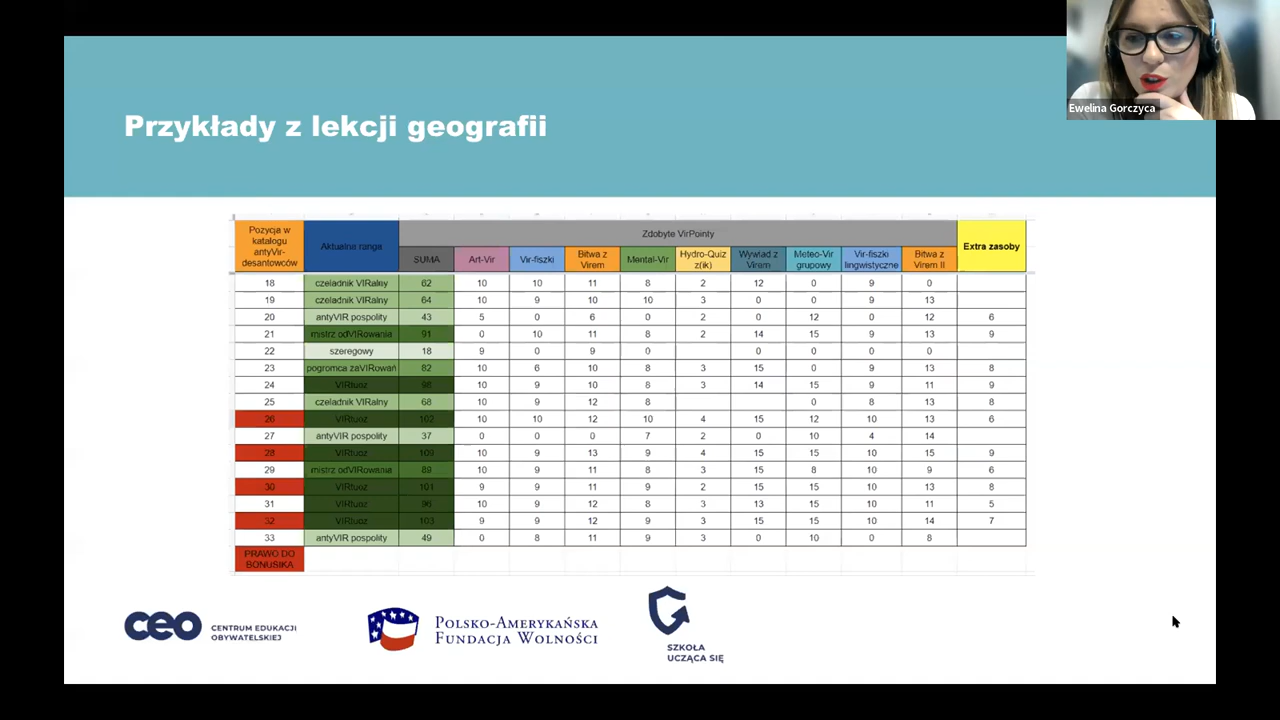 Ewelina Gorczyca
Przykłady z lekcji geografii
Pozycja w katalogu antyVir-desantowców Aktualna ranga Zdobyte VirPointy Extra zasoby
SUMA Art-Vir Vir-fiszki Bitwa z Virem Mental-Vir Hydro-Quiz z(ik) Wywiad z Virem Meteo-Vir grupowy Vir-fiszki lingwistyczne Bitwa z Virem II
18 czeladnik VIRalny 62 10 10 11 8 2 12 0 9 0
19 czeladnik VIRalny 64 10 9 10 10 3 0 0 9 13
20 antyVIR pospolity 43 5 0 6 0 2 0 12 0 12 6
21 mistrz odVIRowania 91 0 10 11 8 2 14 15 9 13 9
22 szeregowy 18 9 0 9 0 0 0 0 0
23 pogromca zaVIRowań 82 10 6 10 8 3 15 0 9 13 8
24 VIRtuoz 98 10 9 10 8 3 14 15 9 11 9
25 czeladnik VIRalny 68 10 9 12 8 0 8 13 8
26 VIRtuoz 102 10 10 12 10 4 15 12 10 13 6
27 antyVIR pospolity 37 0 0 0 7 2 0 10 4 14
28 VIRtuoz 109 10 9 13 9 4 15 15 10 15 9
29 mistrz odVIRowania 89 10 9 11 8 3 15 8 10 9 6
30 VIRtuoz 101 9 9 11 9 2 15 15 10 13 8
31 VIRtuoz 96 10 9 12 8 3 13 15 10 11 5
32 VIRtuoz 103 9 9 12 9 3 15 15 10 14 7
33 antyVIR pospolity 49 0 8 11 9 3 0 10 0 8
PRAWO DO BONUSIKA
CEO CENTRUM EDUKACJI
OBYWATELSKIEJ
POLSKO-AMERYKAŃSKA
FUNDACJA WOLNOŚCI
SZKOŁA
UCZĄCA SIĘ